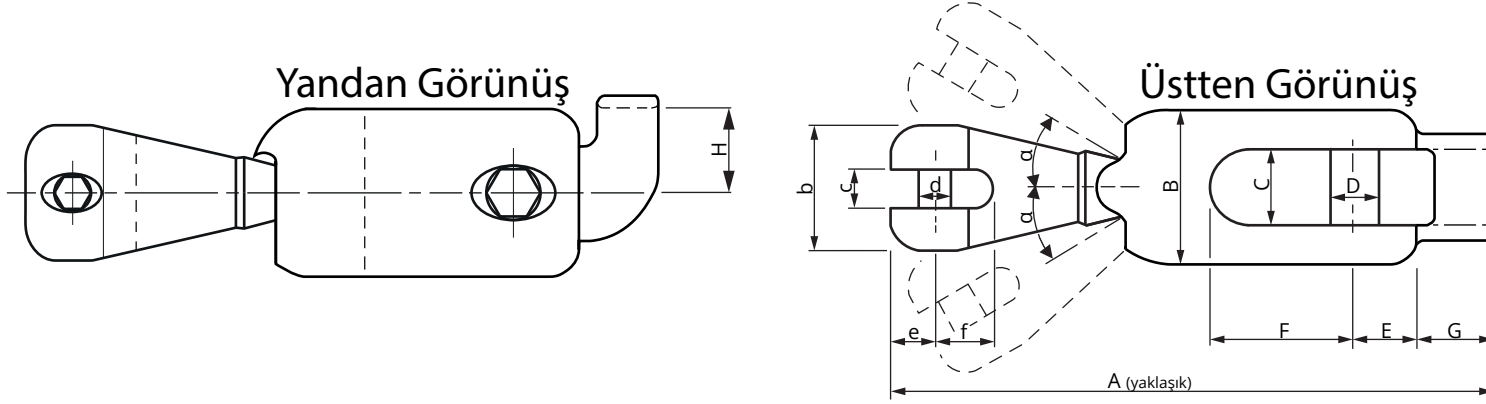 Yandan Görünüş
Üstten Görünüş
H
b
c
d
α
α
B
C
D
e
f
F
E
G
A (yaklaşık)